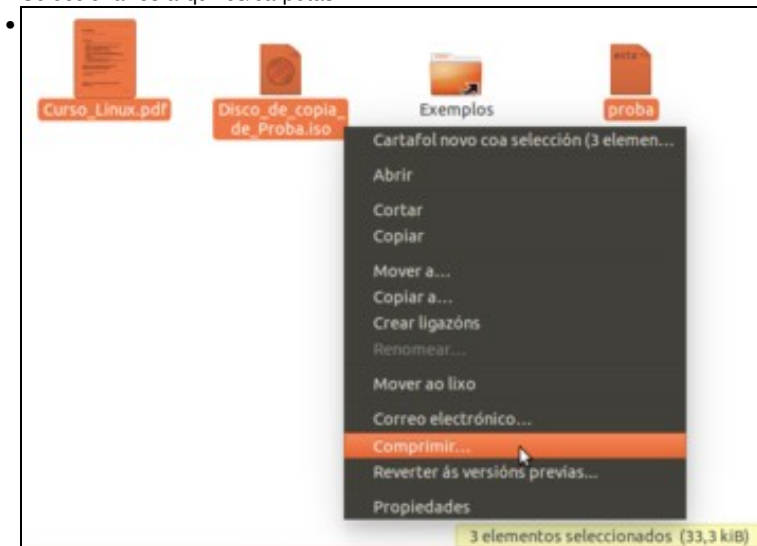 Curso_Linux.pdf
Disco_de_copia_
de_Proba.iso
Exemplos
proba
Cartafol novo coa selección (3 elemen...
Abrir
Cortar
Copiar
Mover a...
Copiar a...
Crear ligazóns
Renomear...
Mover ao lixo
Correo electrónico...
Comprimir...
Reverter ás versións previas...
Propiedades
3 elementos seleccionados (33,3 kiB)